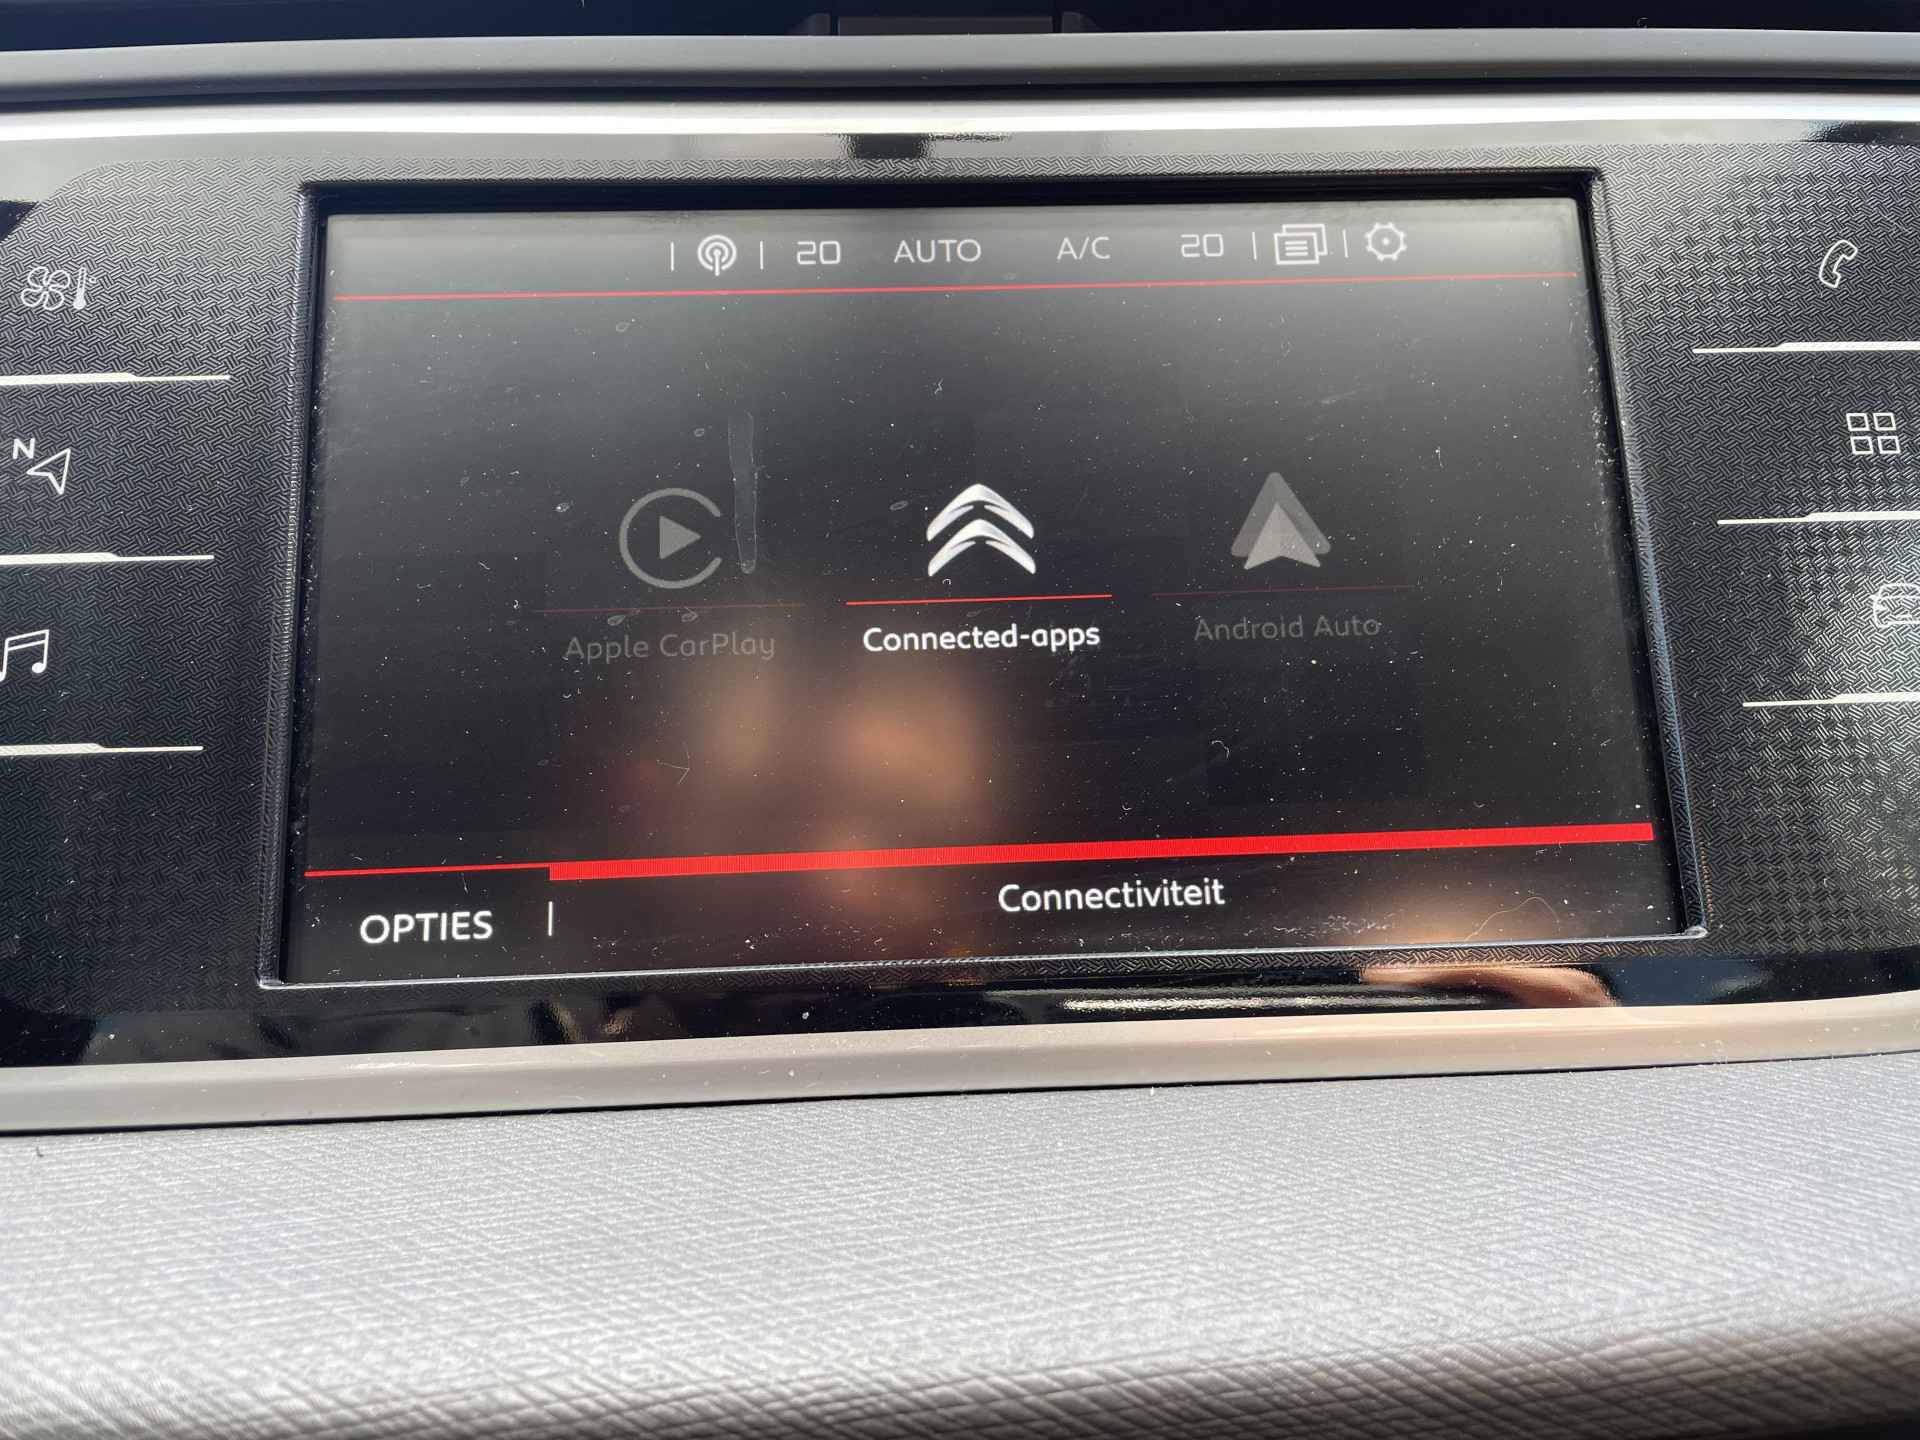 20 AUTO A/C 20
N
Apple CarPlay Connected-apps Android Auto
OPTIES Connectiviteit